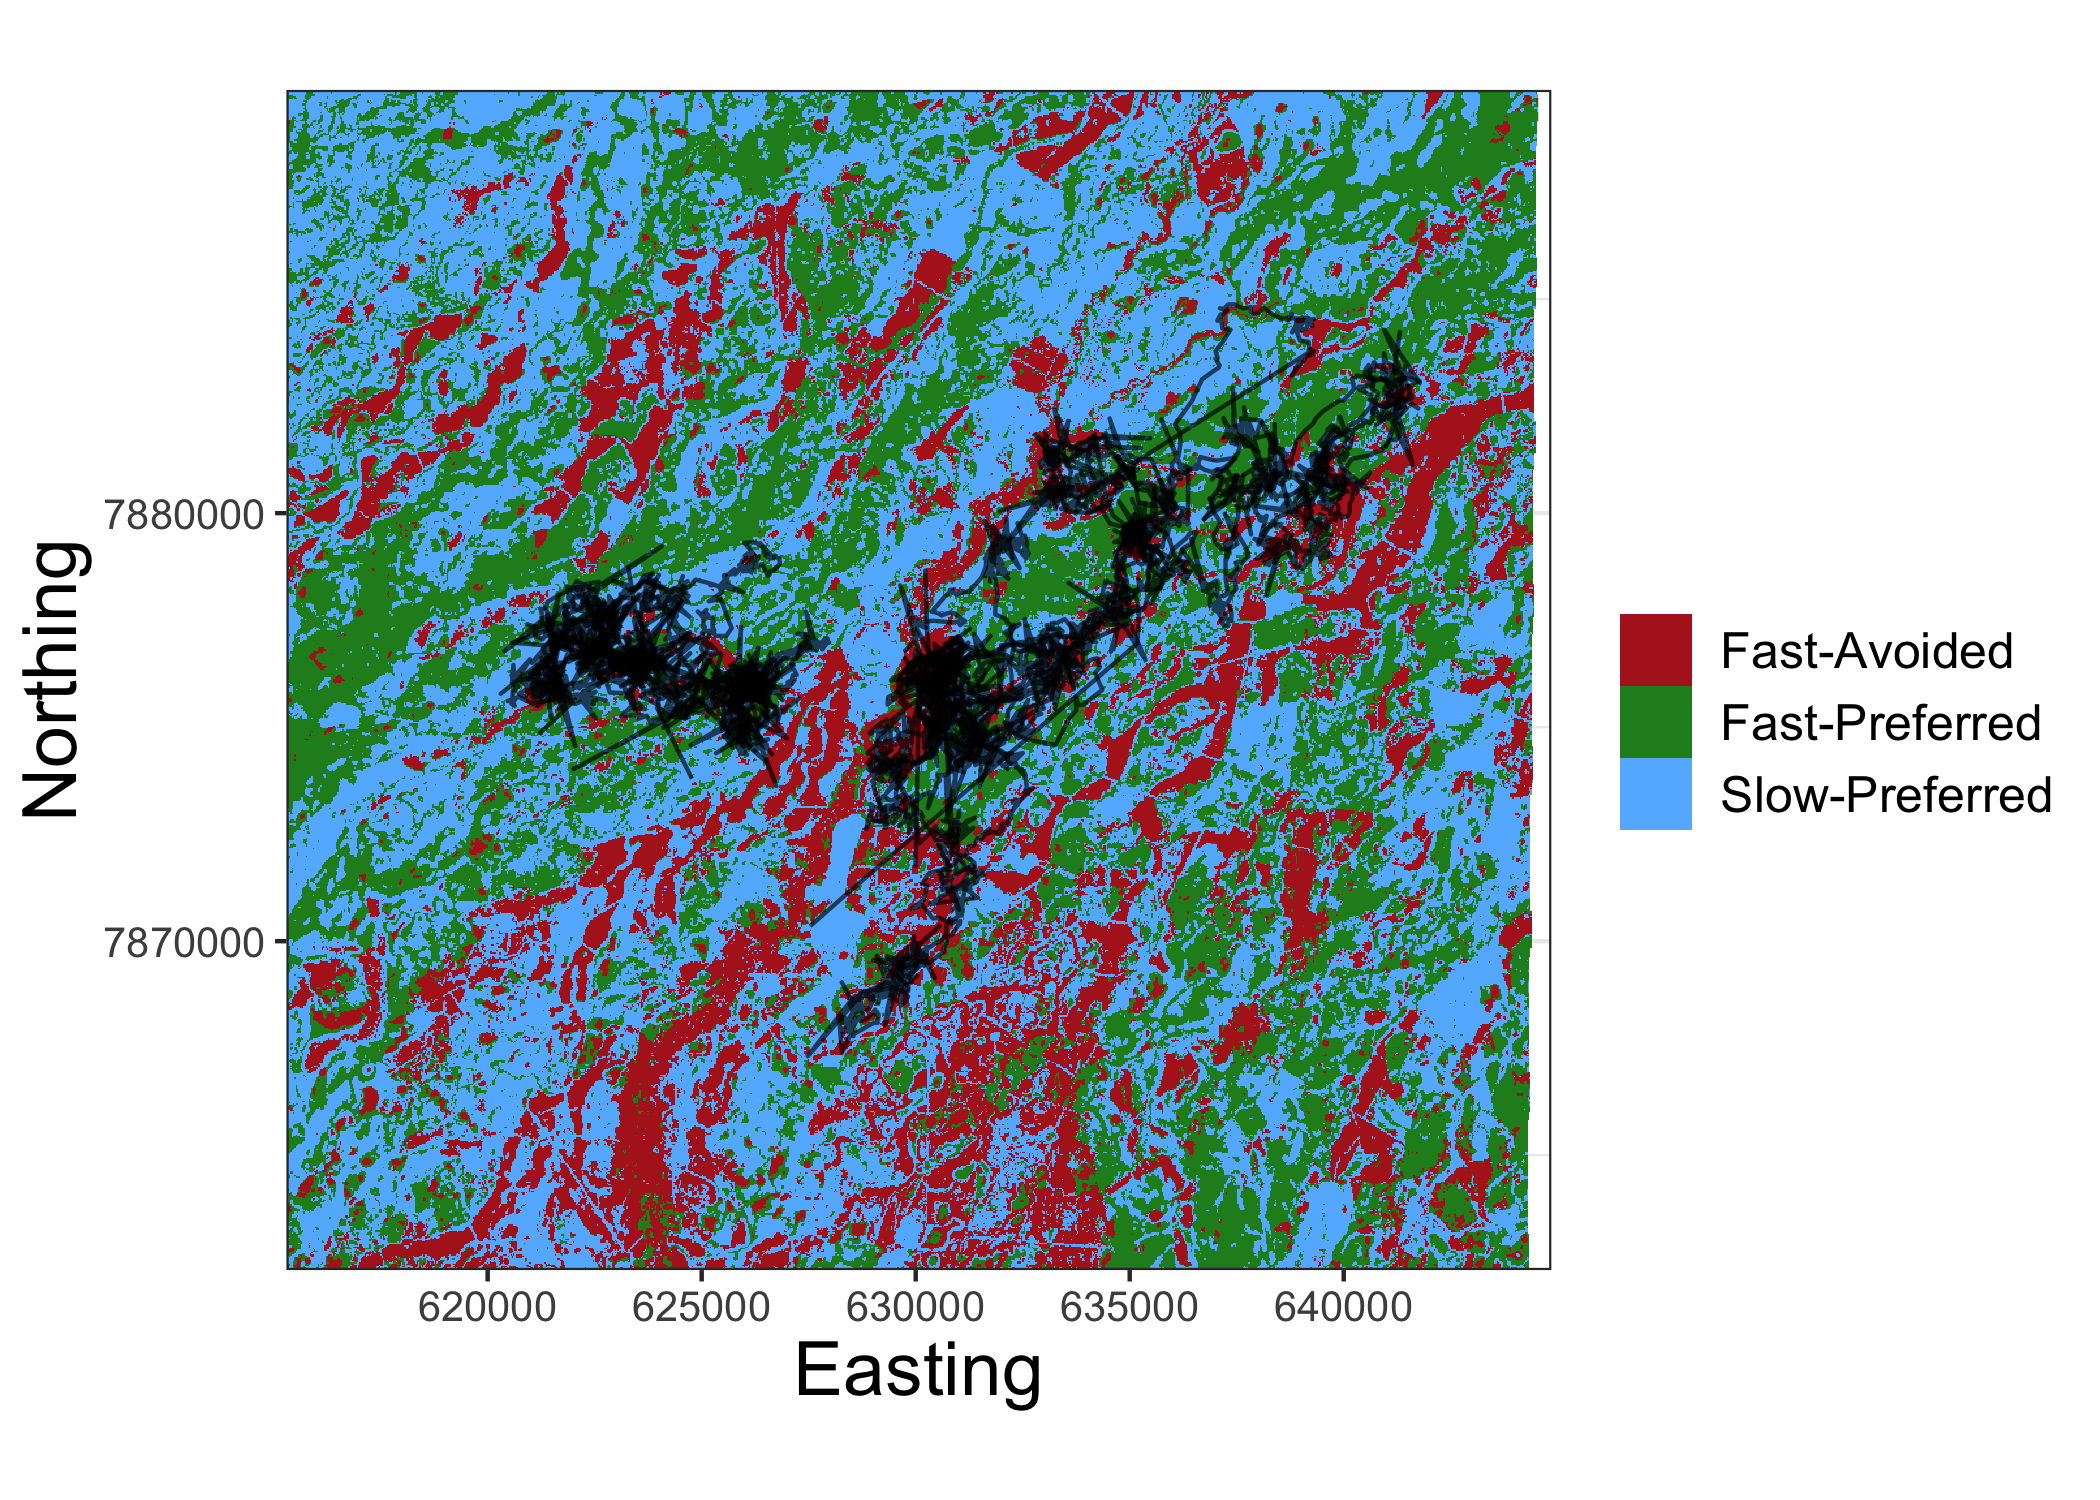 Northing
7880000
7870000
620000 625000 630000 635000 640000
Easting
Fast-Avoided
Fast-Preferred
Slow-Preferred